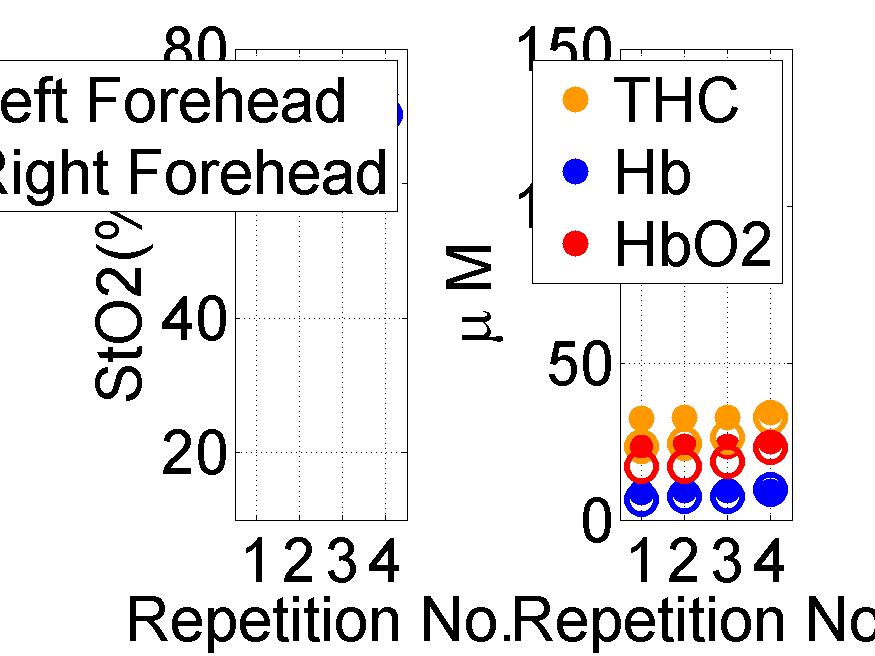 80
eft Forehead
Right Forehead
StO2(%
40
20
1 2 3 4
Repetition No.
150
1
THC
Hb
HbO2
μ M
50
0
1 2 3 4
Repetition No